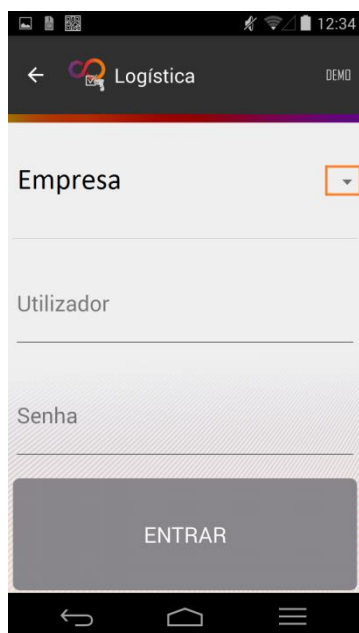 12:34
Logística
DEMO
Empresa
Utilizador
Senha
ENTRAR